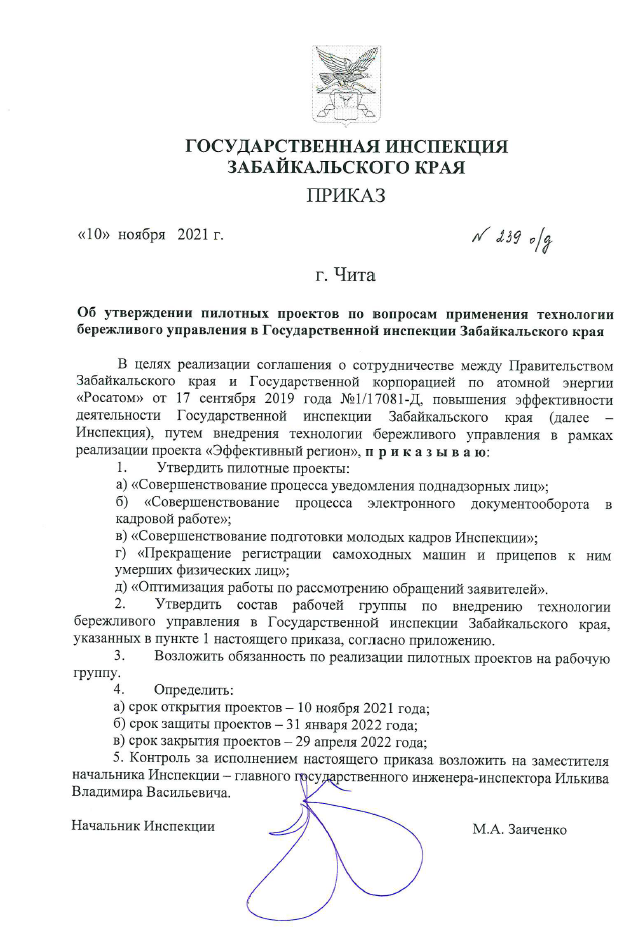 ГОСУДАРСТВЕННАЯ ИНСПЕКЦИЯ
ЗАБАЙКАЛЬСКОГО КРАЯ
ПРИКАЗ
«10» ноября 2021 г. № 239 о/д
г. Чита
Об утверждении пилотных проектов по вопросам применения технологии
бережливого управления в Государственной инспекции Забайкальского края
В целях реализации соглашения о сотрудничестве между Правительством
Забайкальского края и Государственной корпорацией по атомной энергии
«Росатом» от 17 сентября 2019 года №1/17081-Д, повышения эффективности
деятельности Государственной инспекции Забайкальского края (далее –
Инспекция), путем внедрения технологии бережливого управления в рамках
реализации проекта «Эффективный регион», п р и к а з ы в а ю:
1. Утвердить пилотные проекты:
а) «Совершенствование процесса уведомления поднадзорных лиц»;
б) «Совершенствование процесса электронного документооборота в
кадровой работе»;
в) «Совершенствование подготовки молодых кадров Инспекции»;
г) «Прекращение регистрации самоходных машин и прицепов к ним
умерших физических лиц»;
д) «Оптимизация работы по рассмотрению обращений заявителей».
2. Утвердить состав рабочей группы по внедрению технологии
бережливого управления в Государственной инспекции Забайкальского края,
указанных в пункте 1 настоящего приказа, согласно приложению.
3. Возложить обязанность по реализации пилотных проектов на рабочую
группу.
4. Определить:
а) срок открытия проектов – 10 ноября 2021 года;
б) срок защиты проектов – 31 января 2022 года;
в) срок закрытия проектов – 29 апреля 2022 года;
5. Контроль за исполнением настоящего приказа возложить на заместителя
начальника Инспекции – главного государственного инженера-инспектора Илькива
Владимира Васильевича.
Начальник Инспекции М.А. Заиченко